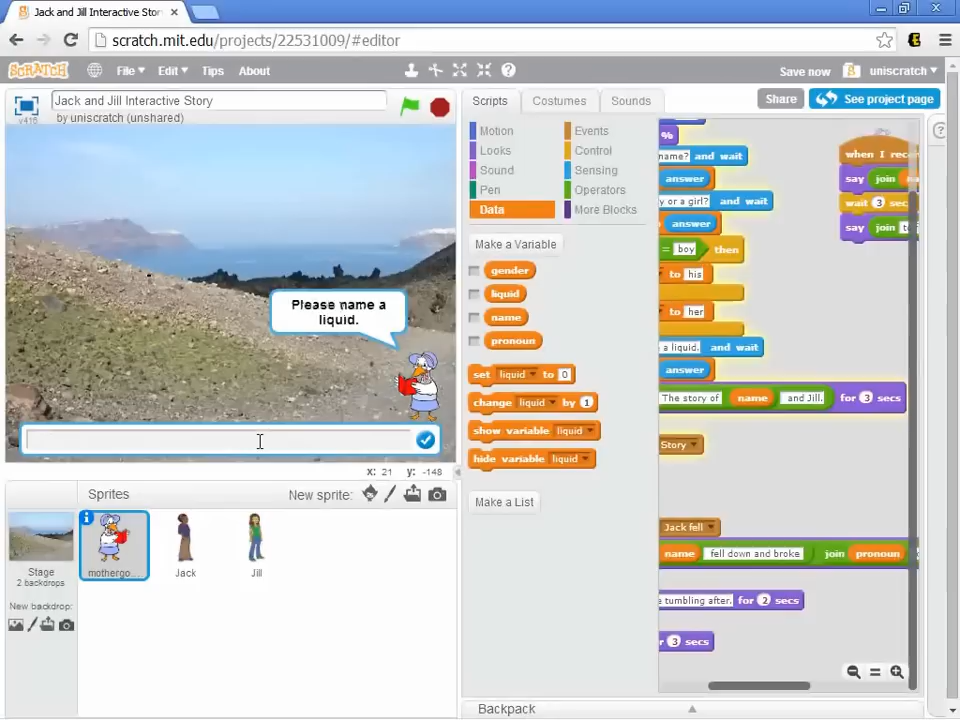 Jack and Jill Interactive Stor
scratch.mit.edu/projects/22531009/#editor
SCRATCH File Edit Tips About Save now uniscratch
v416 Jack and Jill Interactive Story
by uniscratch (unshared)
Scripts Costumes Sounds Share See project page
Motion Events
Looks Control
Sound Sensing
Pen Operators
Data More Blocks
Make a Variable
gender
liquid
name
pronoun
set liquid to 0
change liquid by 1
show variable liquid
hide variable liquid
Make a List
Please name a
liquid.
x: 21 y: -148
Sprites New sprite:
Stage
2 backdrops
New backdrop:
mothergo...
Jack
Jill
%
name? and wait
answer
y or a girl? and wait
answer
= boy then
to his
to her
a liquid. and wait
answer
The story of name and Jill. for 3 secs
Story
Jack fell
name fell down and broke join pronoun
e tumbling after. for 2 secs
r 3 secs
when I rece
say join na
wait 3 sec
say join to
Backpack
?